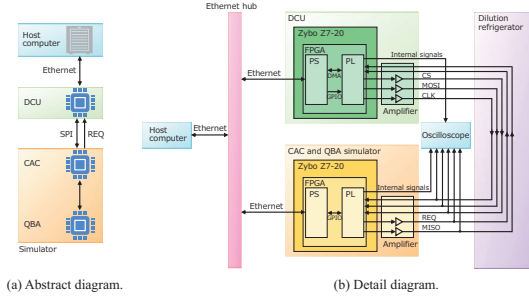 Host
computer
Ethernet
DCU
SPI
REQ
CAC
QBA
Simulator
(a) Abstract diagram.
Ethernet hub
Host
computer
Ethernet
Ethernet
Ethernet
DCU
Zybo Z7-20
FPGA
PS
PL
DMA
GPIO
Internal signals
CS
MOSI
CLK
Amplifier
Oscilloscope
Dilution
refrigerator
CAC and QBA simulator
Zybo Z7-20
FPGA
PS
PL
GPIO
Internal signals
REQ
MISO
Amplifier
(b) Detail diagram.